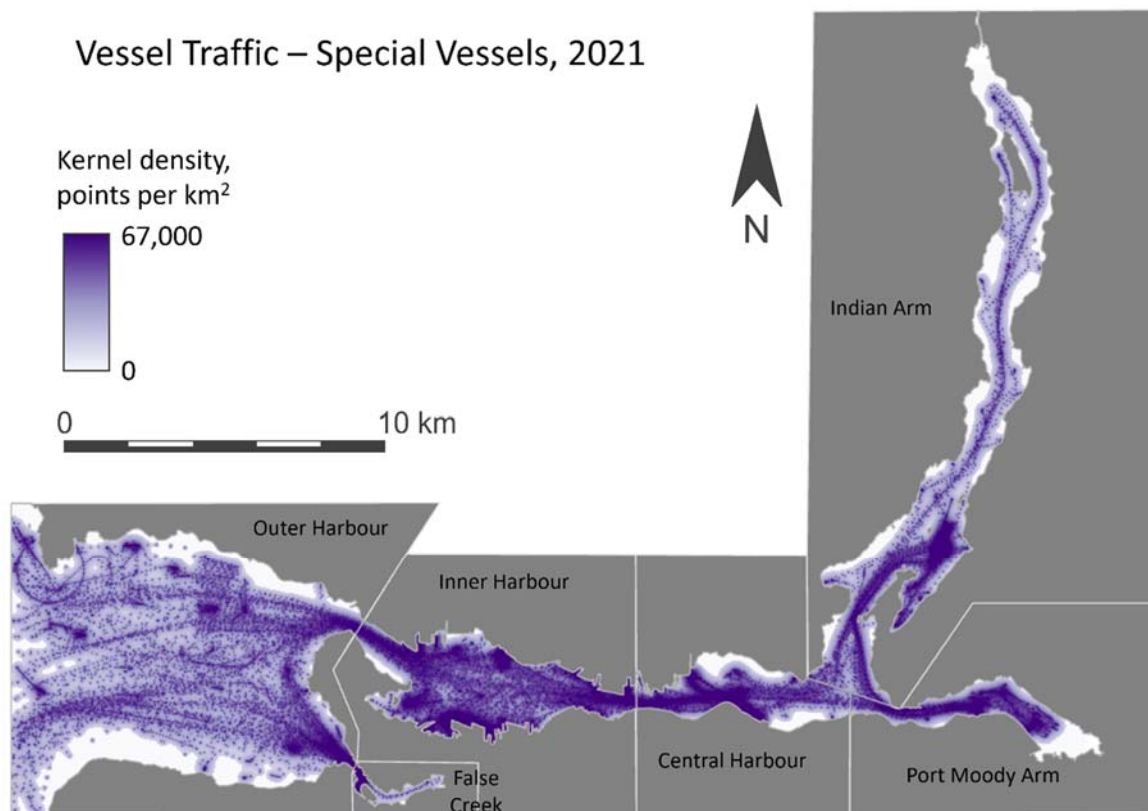 Vessel Traffic – Special Vessels, 2021
Kernel density,
points per km²
67,000
0
0 10 km
N
Indian Arm
Outer Harbour
Inner Harbour
Central Harbour
False
Creek
Port Moody Arm